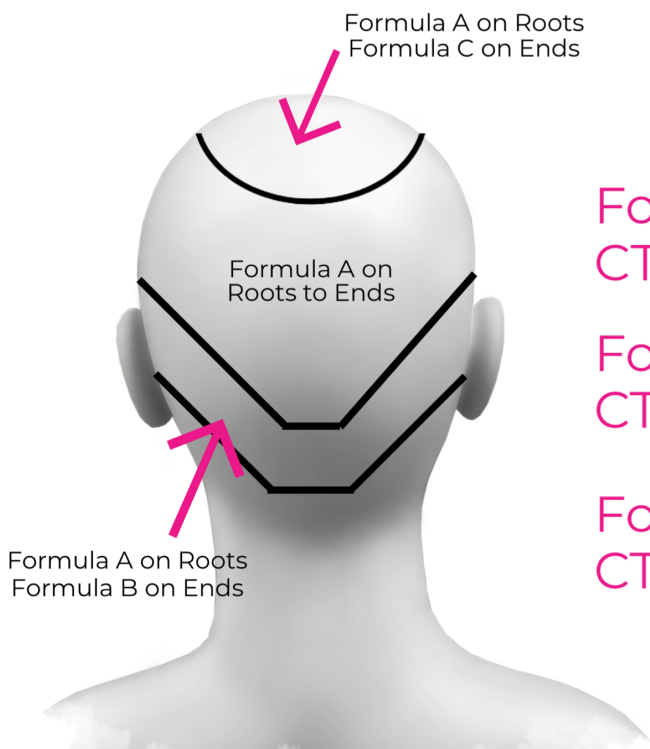 Formula A on Roots
Formula C on Ends
Formula A on
Roots to Ends
Formula A on Roots
Formula B on Ends